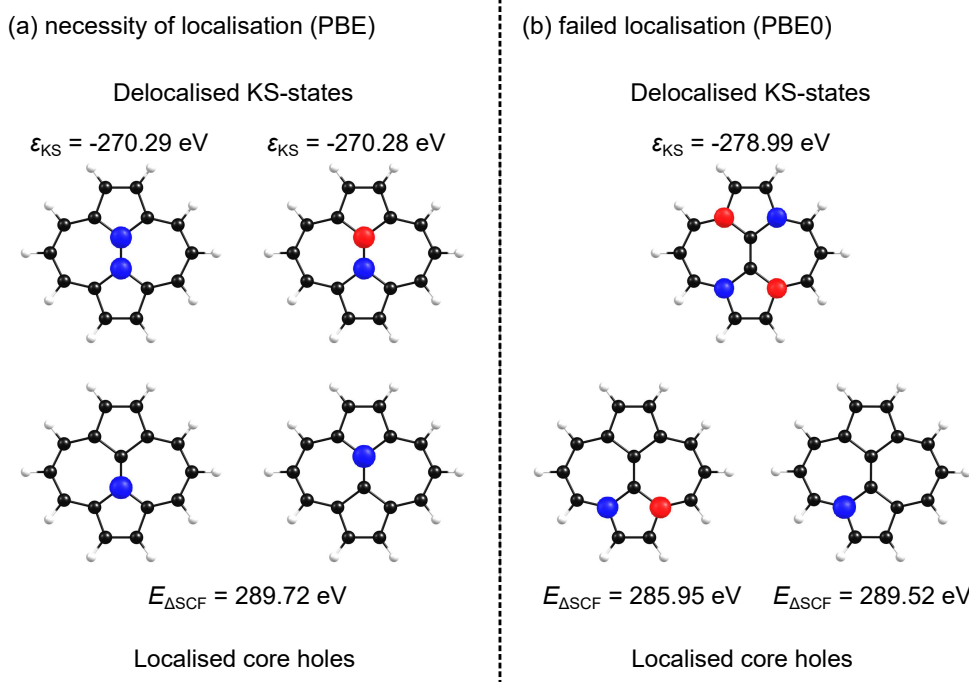 (a) necessity of localisation (PBE)
Delocalised KS-states
εKS = -270.29 eV
εKS = -270.28 eV
EΔSCF = 289.72 eV
Localised core holes
(b) failed localisation (PBE0)
Delocalised KS-states
εKS = -278.99 eV
EΔSCF = 285.95 eV
EΔSCF = 289.52 eV
Localised core holes